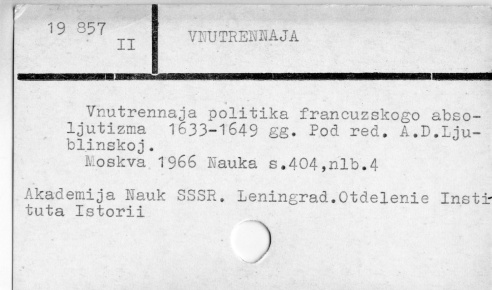 19 857
II
VNUTRENNAJA
Vnutrennaja politika francuzskogo abso-
ljutizma 1633-1649 gg. Pod red. A.D.Lju-
blinskoj.
Moskva 1966 Nauka s.404,nlb.4
Akademija Nauk SSSR. Leningrad.Otdelenie Insti-
tuta Istorii